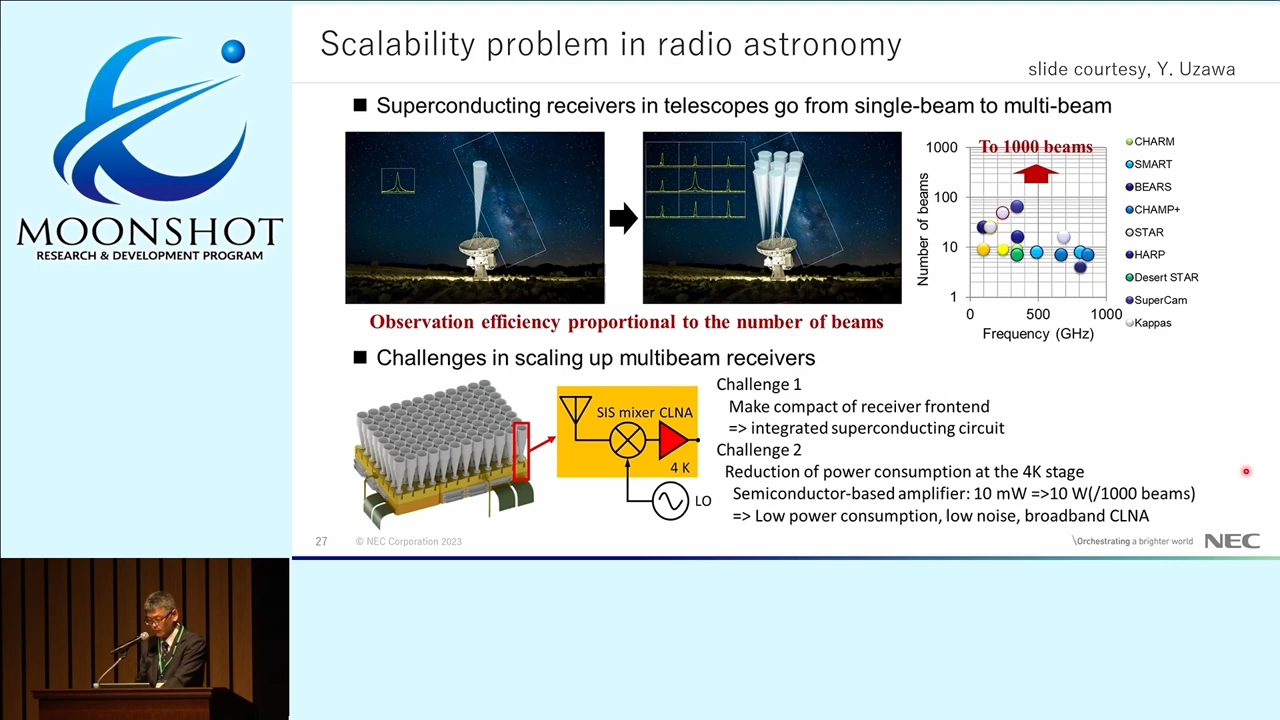 MOONSHOT
RESEARCH & DEVELOPMENT PROGRAM
Scalability problem in radio astronomy
slide courtesy, Y. Uzawa
■ Superconducting receivers in telescopes go from single-beam to multi-beam
Observation efficiency proportional to the number of beams
To 1000 beams
Number of beams
1000
100
10
1
0
500
1000
Frequency (GHz)
CHARM
SMART
BEARS
CHAMP+
STAR
HARP
Desert STAR
SuperCam
Kappas
■ Challenges in scaling up multibeam receivers
SIS mixer CLNA
4 K
LO
Challenge 1
Make compact of receiver frontend
=> integrated superconducting circuit
Challenge 2
Reduction of power consumption at the 4K stage
Semiconductor-based amplifier: 10 mW =>10 W(/1000 beams)
=> Low power consumption, low noise, broadband CLNA
27
© NEC Corporation 2023
\Orchestrating a brighter world
NEC